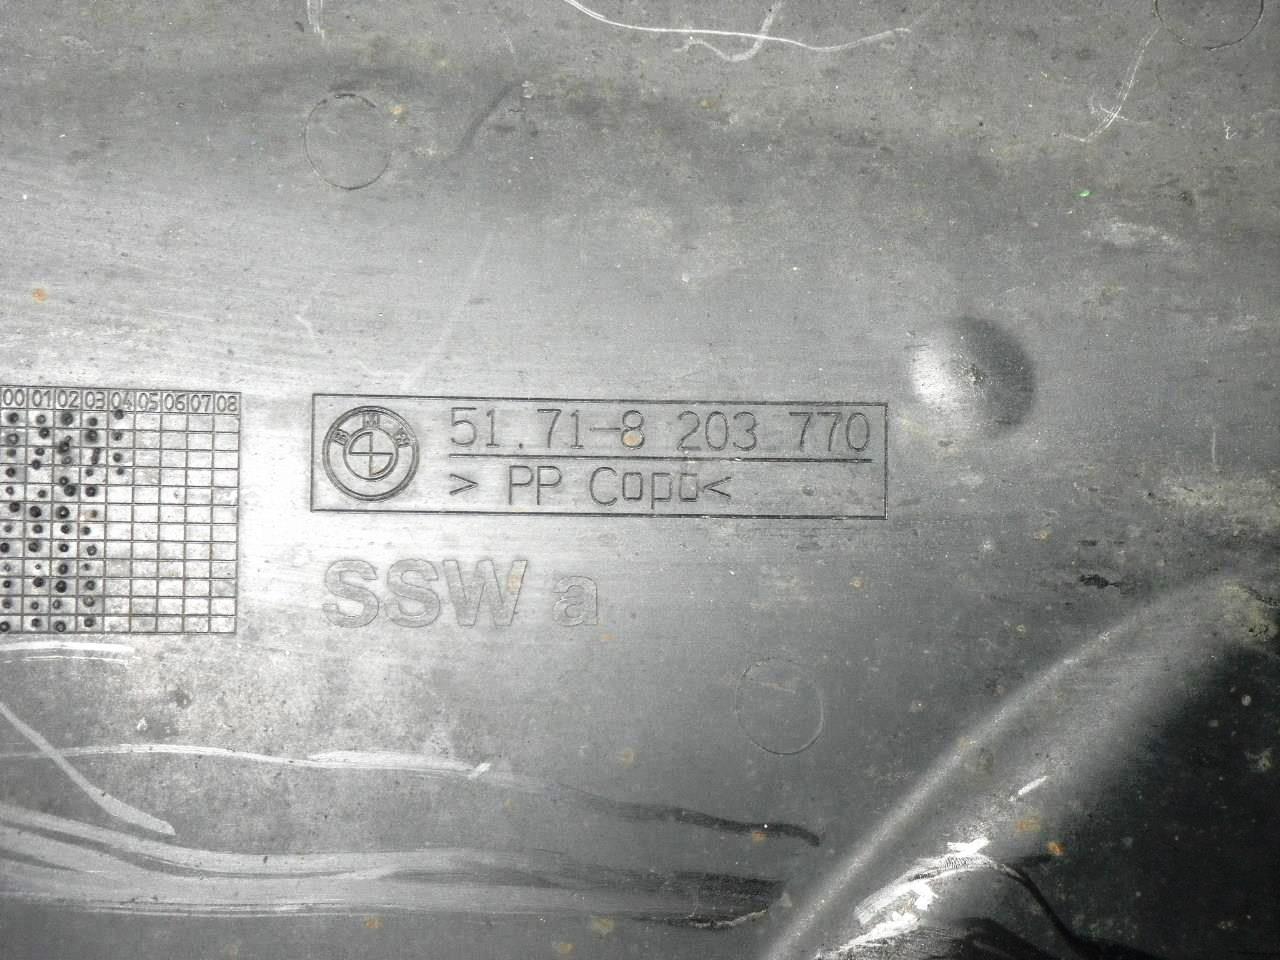 00 01 02 03 04 05 06 07 08
BMW
51.71-8 203 770
> PP Copo<
SSW a